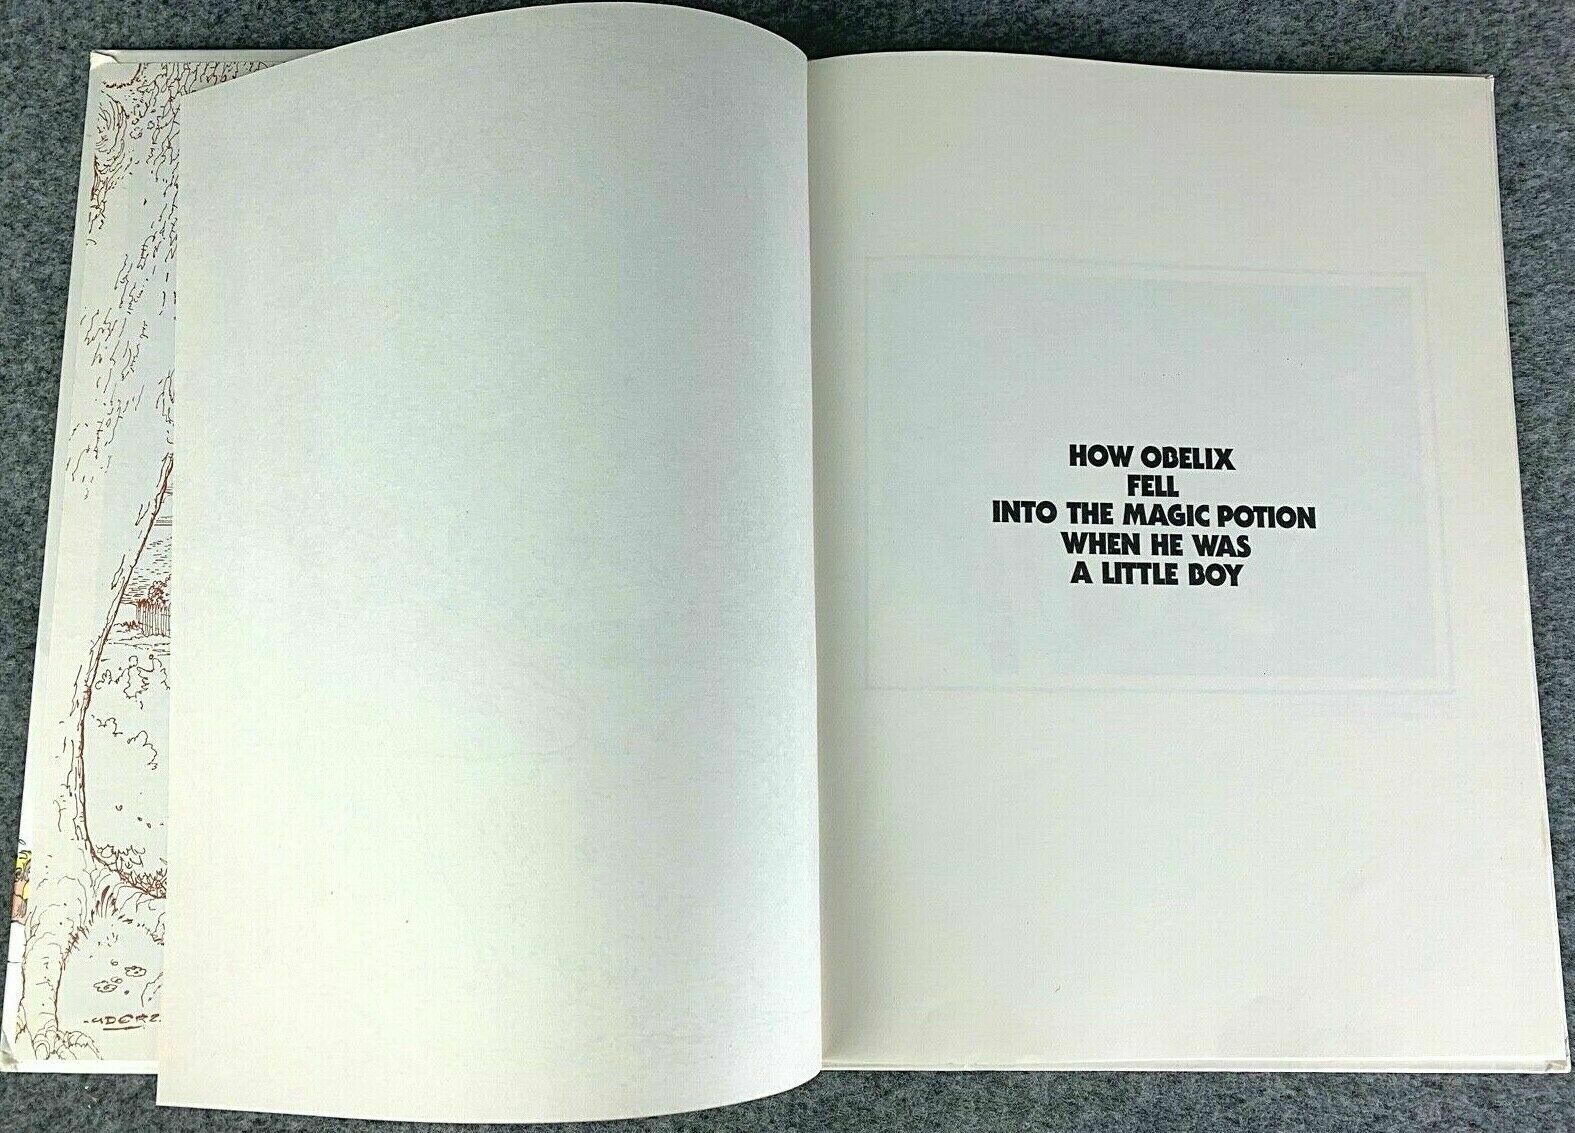 HOW OBELIX
FELL
INTO THE MAGIC POTION
WHEN HE WAS
A LITTLE BOY